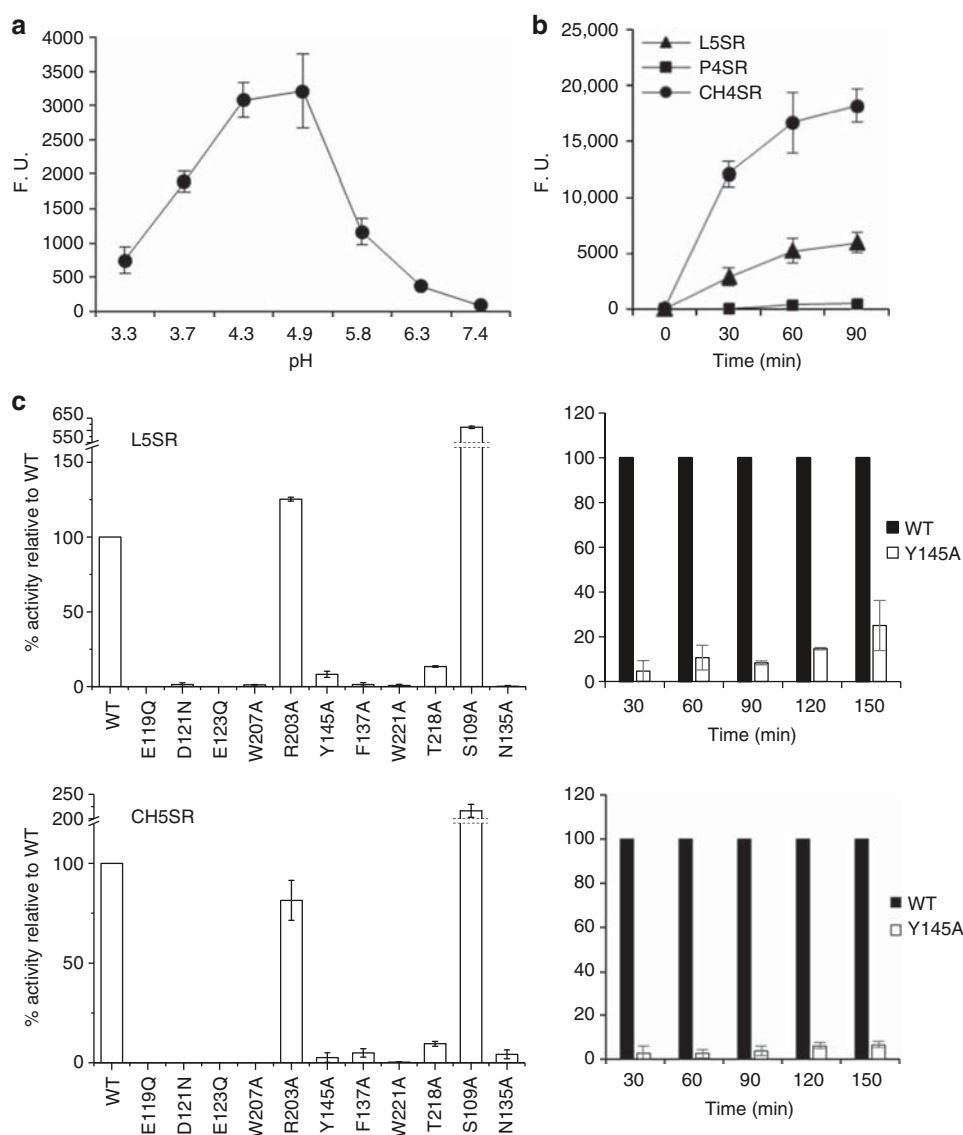 a
4000
3500
3000
2500
2000
1500
1000
500
0
F. U.
3.3 3.7 4.3 4.9 5.8 6.3 7.4
pH
b
25,000
20,000
15,000
10,000
5000
0
F. U.
L5SR
P4SR
CH4SR
0 30 60 90
Time (min)
c
650
550
150
100
50
0
% activity relative to WT
L5SR
WT E119Q D121N E123Q W207A R203A Y145A F137A W221A T218A S109A N135A
120
100
80
60
40
20
0
WT
Y145A
30 60 90 120 150
Time (min)
250
200
100
50
0
% activity relative to WT
CH5SR
WT E119Q D121N E123Q W207A R203A Y145A F137A W221A T218A S109A N135A
120
100
80
60
40
20
0
WT
Y145A
30 60 90 120 150
Time (min)